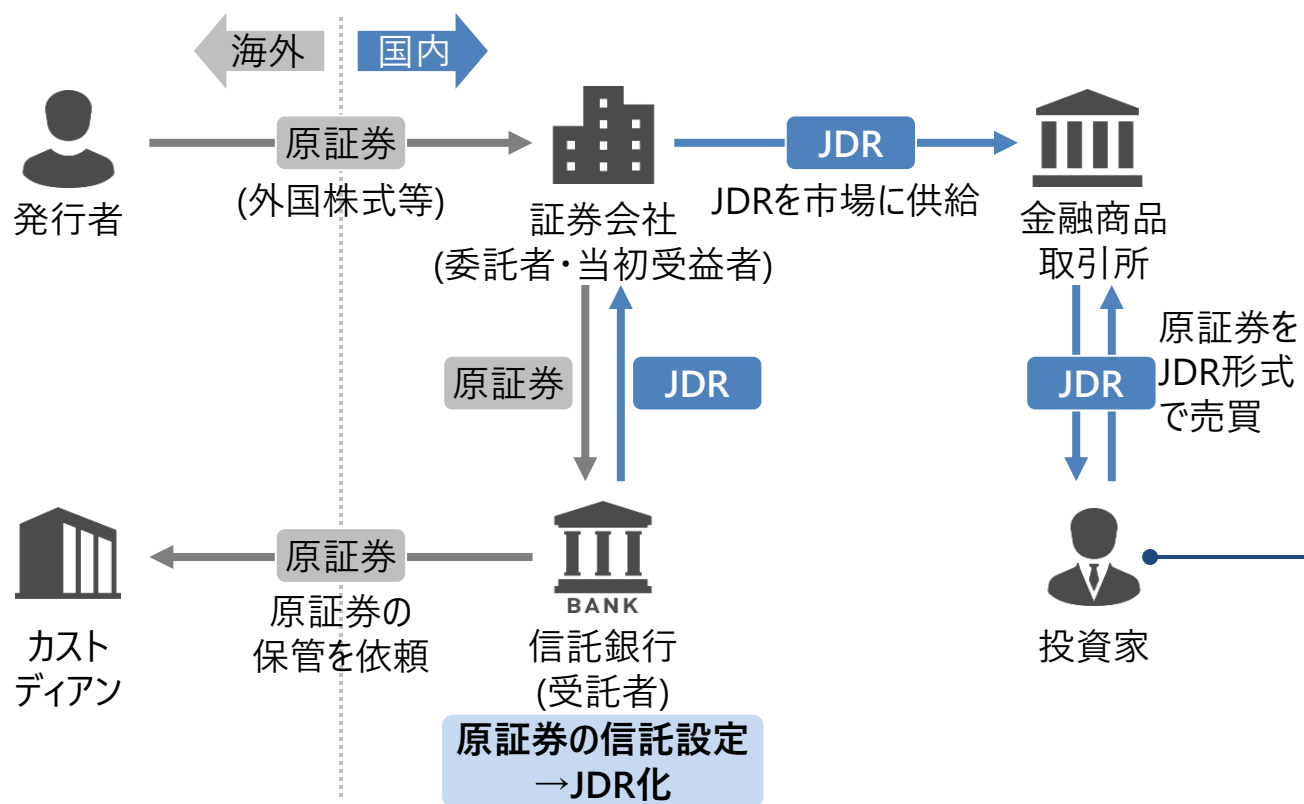 海外
国内
原証券
(外国株式等)
発行者
証券会社
(委託者・当初受益者)
JDR
JDRを市場に供給
金融商品
取引所
原証券
JDR
JDR
原証券を
JDR形式
で売買
カスト
ディアン
原証券
原証券の
保管を依頼
BANK
信託銀行
(受託者)
原証券の信託設定
→JDR化
投資家